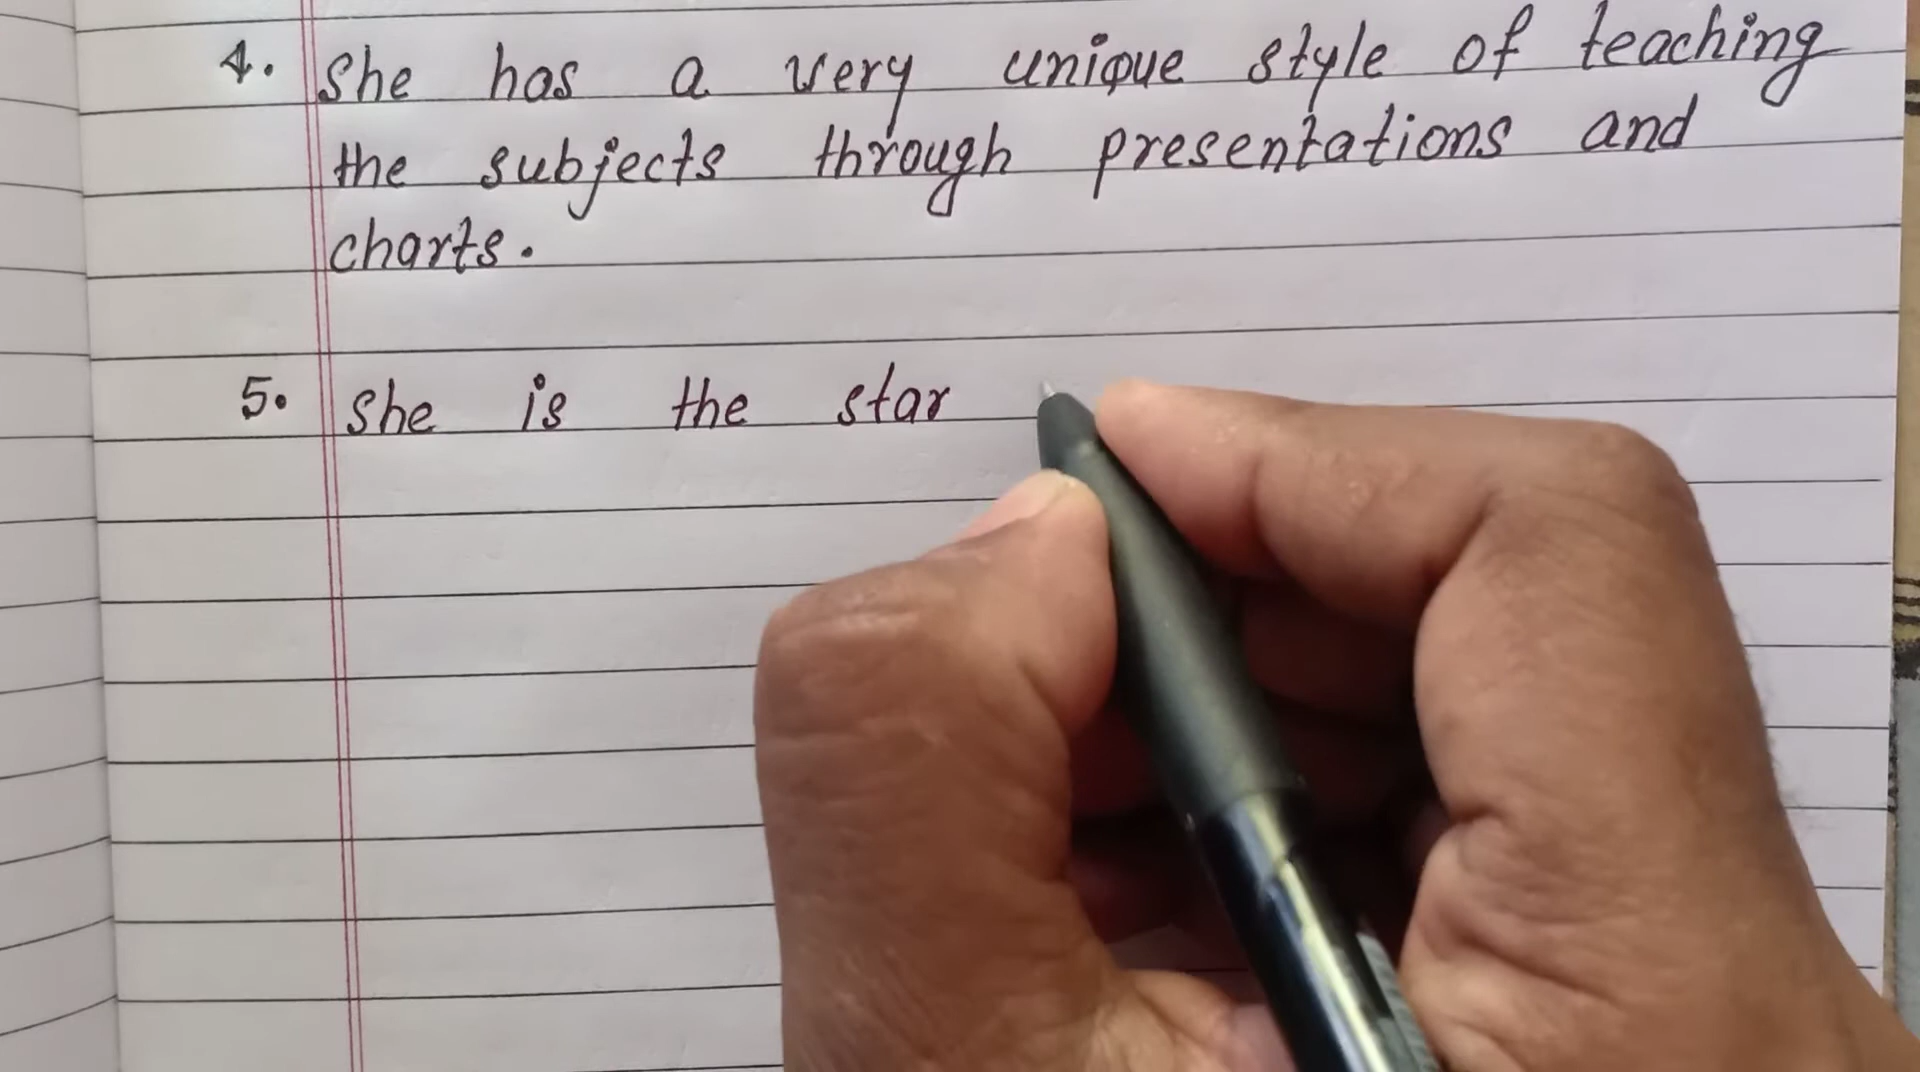 4. She has a very unique style of teaching
the subjects through presentations and
charts.
5. She is the star